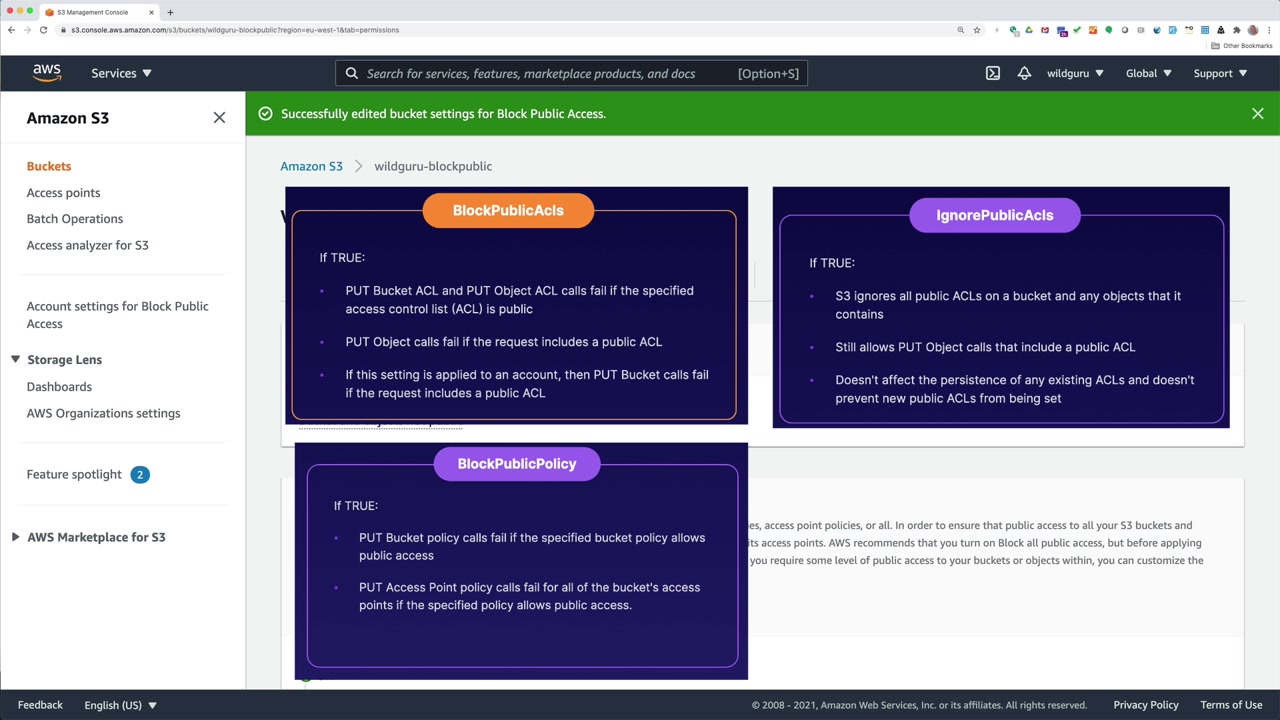 S3 Management Console
s3.console.aws.amazon.com/s3/buckets/wildguru-blockpublic?region=eu-west-1&tab=permissions
Other Bookmarks
aws
Services
Search for services, features, marketplace products, and docs
[Option+S]
wildguru
Global
Support
Amazon S3
Successfully edited bucket settings for Block Public Access.
Buckets
Access points
Batch Operations
Access analyzer for S3
Account settings for Block Public
Access
Storage Lens
Dashboards
AWS Organizations settings
Feature spotlight 2
AWS Marketplace for S3
Amazon S3
wildguru-blockpublic
BlockPublicAcls
If TRUE:
• PUT Bucket ACL and PUT Object ACL calls fail if the specified
access control list (ACL) is public
• PUT Object calls fail if the request includes a public ACL
• If this setting is applied to an account, then PUT Bucket calls fail
if the request includes a public ACL
IgnorePublicAcls
If TRUE:
• S3 ignores all public ACLs on a bucket and any objects that it
contains
• Still allows PUT Object calls that include a public ACL
• Doesn't affect the persistence of any existing ACLs and doesn't
prevent new public ACLs from being set
BlockPublicPolicy
If TRUE:
• PUT Bucket policy calls fail if the specified bucket policy allows
public access
• PUT Access Point policy calls fail for all of the bucket's access
points if the specified policy allows public access.
access point policies, or all. In order to ensure that public access to all your S3 buckets and
its access points. AWS recommends that you turn on Block all public access, but before applying
you require some level of public access to your buckets or objects within, you can customize the
Feedback
English (US)
© 2008 - 2021, Amazon Web Services, Inc. or its affiliates. All rights reserved.
Privacy Policy
Terms of Use